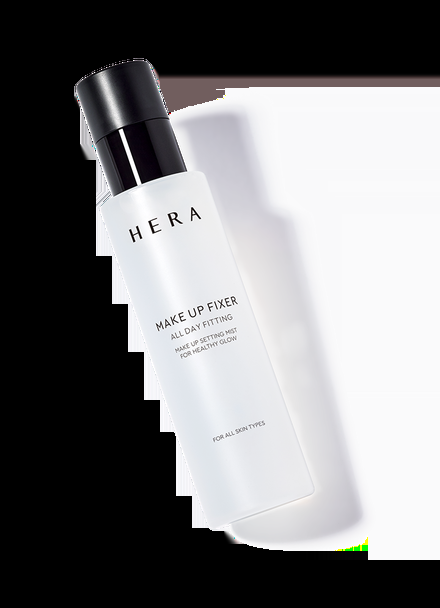 HERA
MAKE UP FIXER
ALL DAY FITTING
MAKE UP SETTING MIST
FOR HEALTHY GLOW
FOR ALL SKIN TYPES